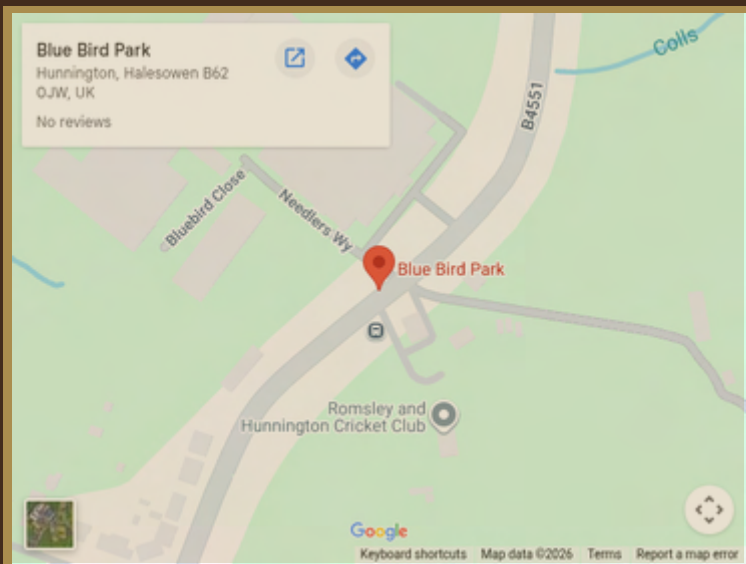 Blue Bird Park
Hunnington, Halesowen B62
0JW, UK
No reviews
Colls
B4551
Bluebird Close
Needlers Wy
Blue Bird Park
Romsley and
Hunnington Cricket Club
Google
Keyboard shortcuts Map data ©2026 Terms Report a map error